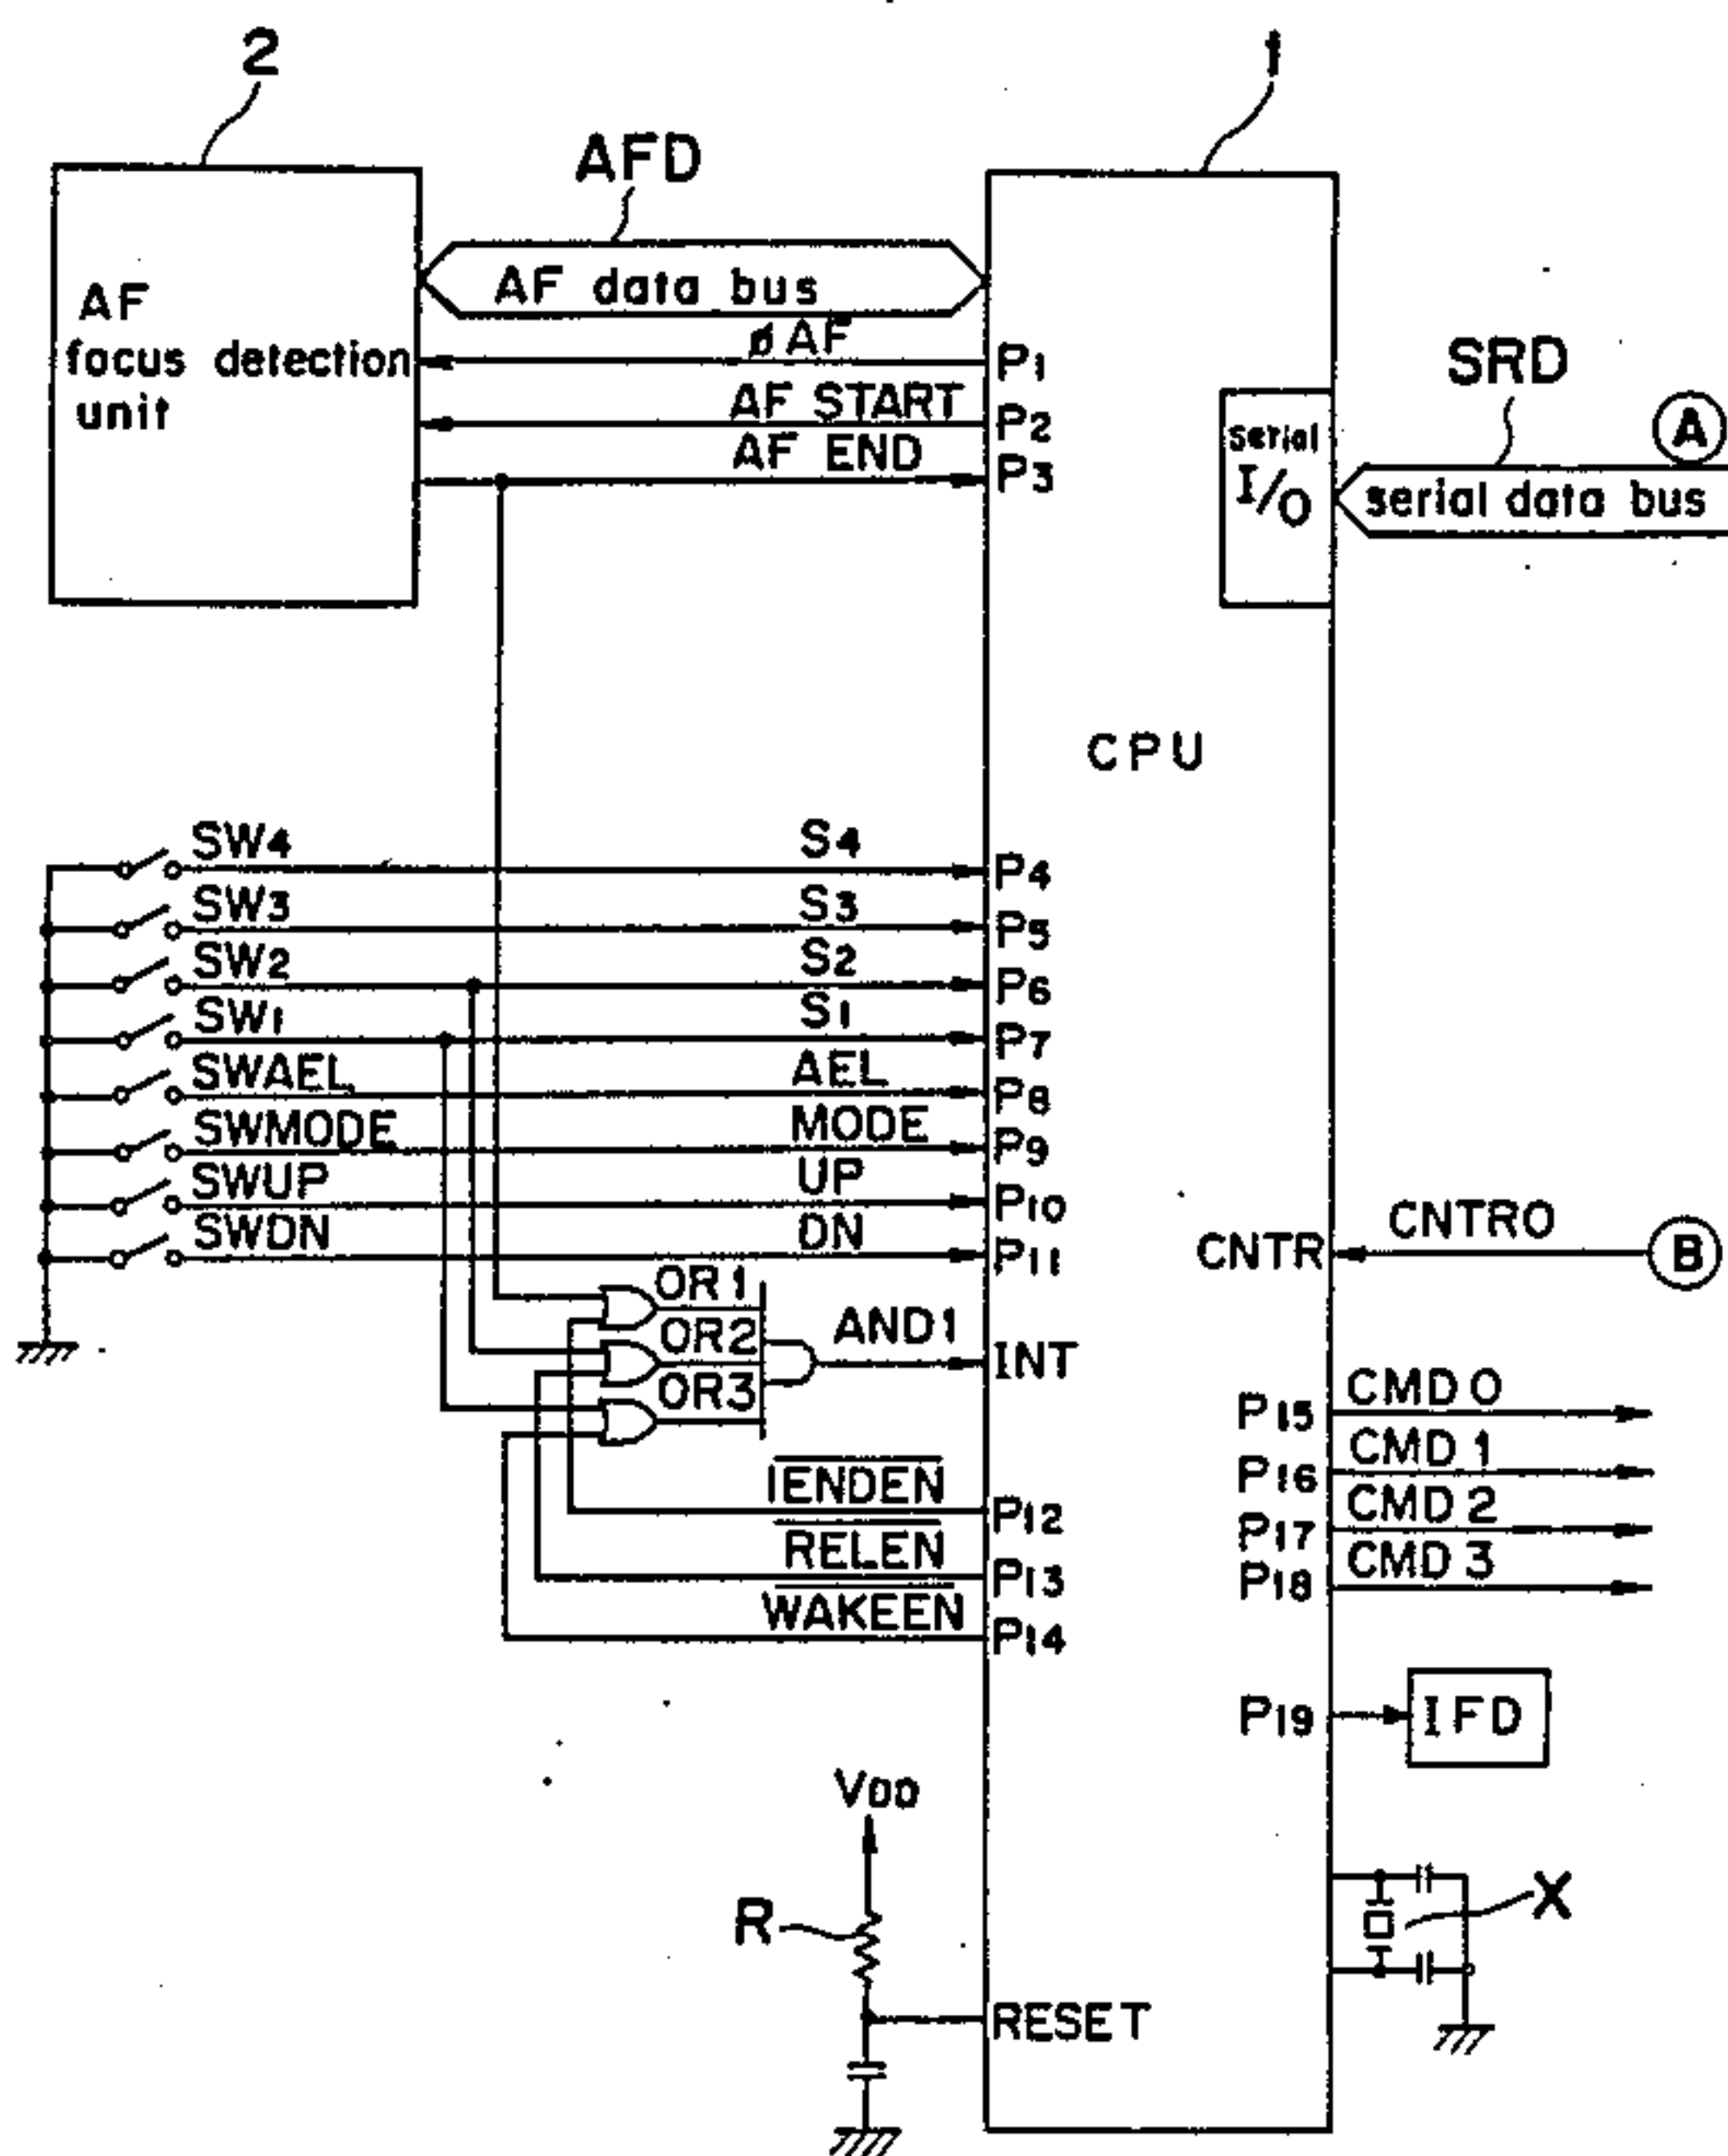 2
1
AFD
AF data bus
AF
focus detection
unit
øAF
P1
AF START
P2
AF END
P3
SRD
A
serial
I/O
serial data bus
CPU
SW4
S4
P4
SW3
S3
P5
SW2
S2
P6
SW1
S1
P7
SWAEL
AEL
P8
SWMODE
MODE
P9
SWUP
UP
P10
SWDN
DN
P11
CNTR
CNTRO
B
OR1
OR2
OR3
AND1
INT
IENDEN
P12
RELEN
P13
WAKEEN
P14
P15
CMD 0
P16
CMD 1
P17
CMD 2
P18
CMD 3
P19
IFD
VDD
R
X
RESET